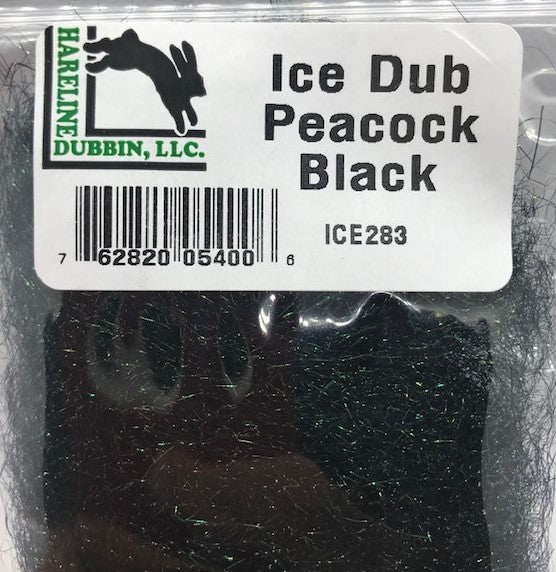 HARELINE
DUBBIN, LLC.
Ice Dub
Peacock
Black
ICE283
7 62820 05400 6